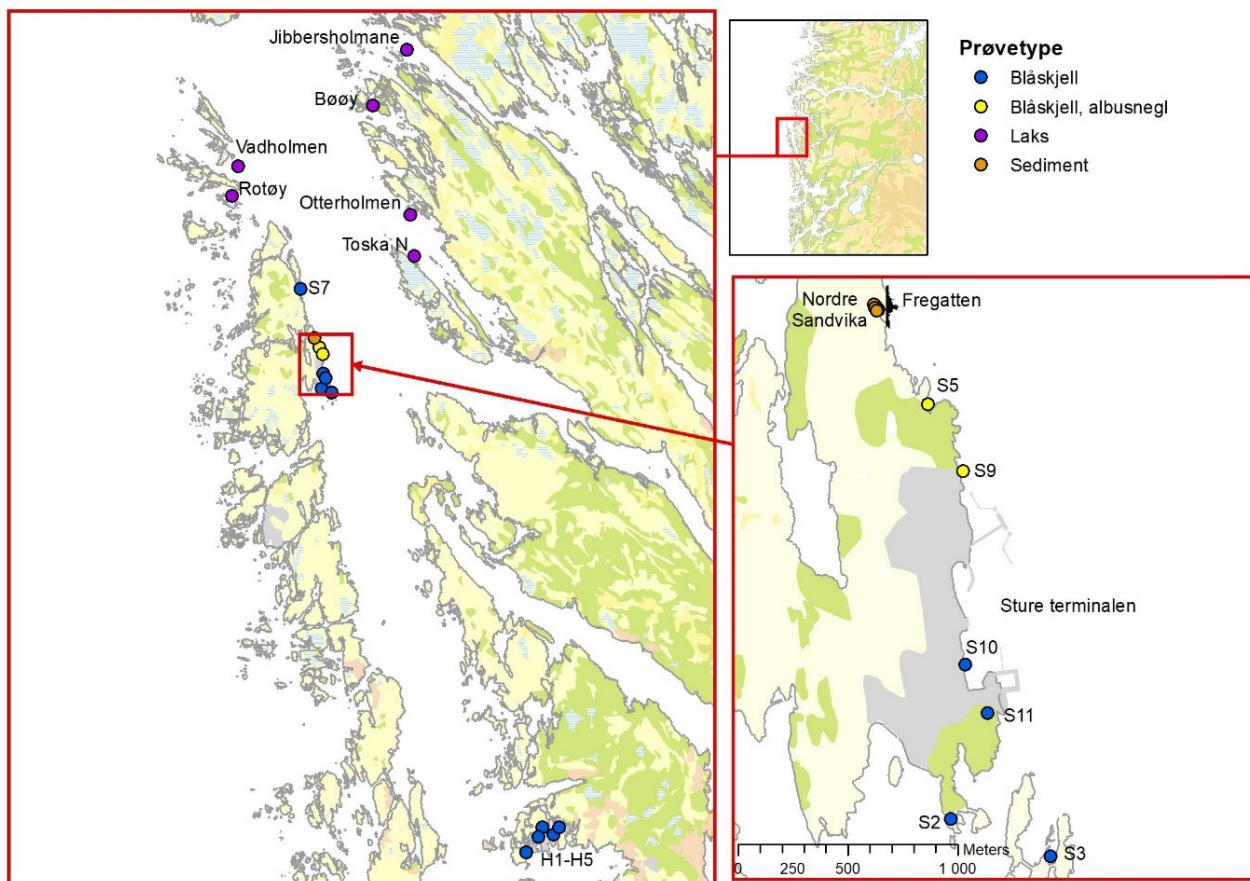 Jibbersholmane
Bøøy
Vadholmen
Rotøy
Otterholmen
Toska N
S7
H1-H5
Prøvetype
Blåskjell
Blåskjell, albusnegl
Laks
Sediment
Nordre
Sandvika
Fregatten
S5
S9
Sture terminalen
S10
S11
S2
S3
Meters
0 250 500 1 000